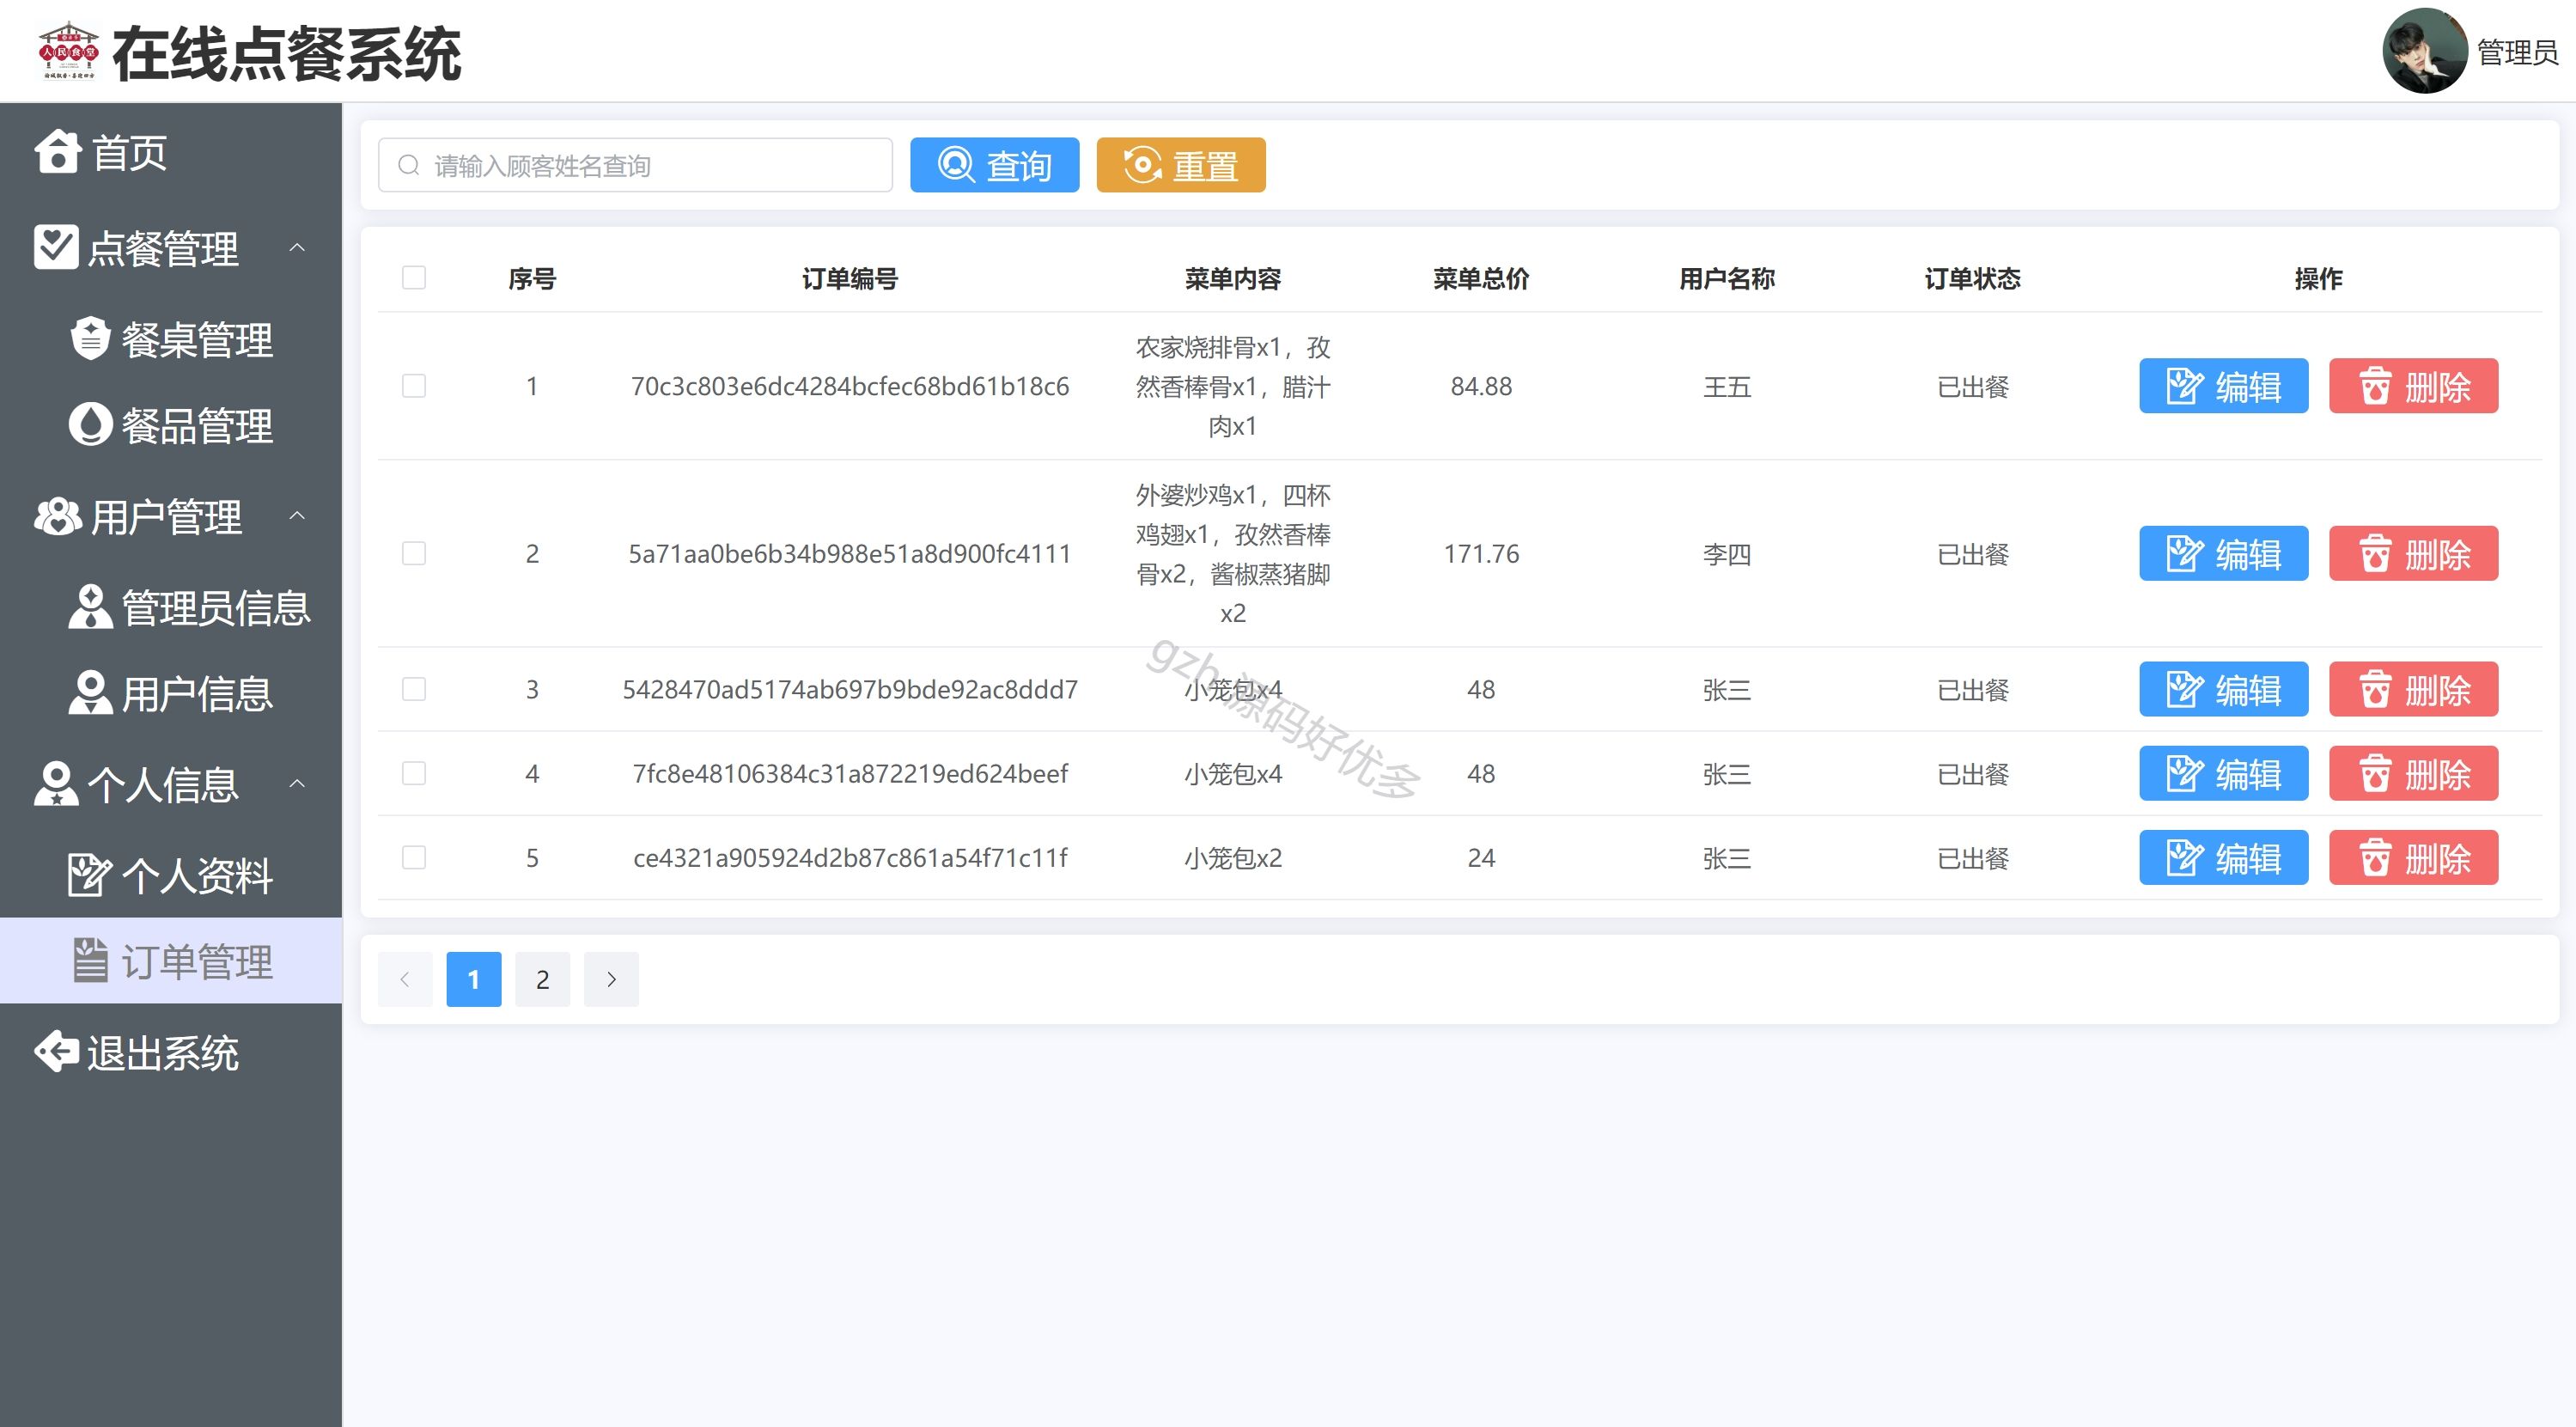 人民食堂
在线点餐系统
管理员
首页
点餐管理
餐桌管理
餐品管理
用户管理
管理员信息
用户信息
个人信息
个人资料
订单管理
退出系统
请输入顾客姓名查询
查询
重置
序号 订单编号 菜单内容 菜单总价 用户名称 订单状态 操作
农家烧排骨x1，孜
1 70c3c803e6dc4284bcfec68bd61b18c6 然香棒骨x1，腊汁 84.88 王五 已出餐 编辑 删除
肉x1
外婆炒鸡x1，四杯
鸡翅x1，孜然香棒
2 5a71aa0be6b34b988e51a8d900fc4111 171.76 李四 已出餐 编辑 删除
骨x2，酱椒蒸猪脚
x2
3 5428470ad5174ab697b9bde92ac8ddd7 小笼包x4 48 张三 已出餐 编辑 删除
4 7fc8e48106384c31a872219ed624beef 小笼包x4 48 张三 已出餐 编辑 删除
5 ce4321a905924d2b87c861a54f71c11f 小笼包x2 24 张三 已出餐 编辑 删除
gzh:源码好优多
1 2